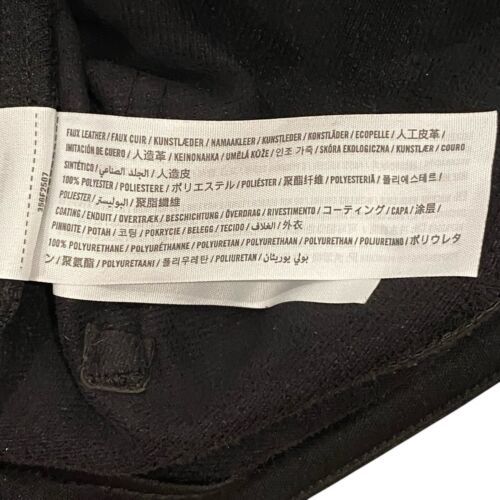 FAUX LEATHER / FAUX CUIR / KUNSTLÆDER / NAMAAKLEER / KUNSTLEDER / KONSTLÄDER / ECOPELLE / 人工皮革 /
IMITACIÓN DE CUERO / 人造革 / KEINONAHKA / UMĚLÁ KŮŽE / 인조 가죽 / SKÓRA EKOLOGICZNA / KUNSTLÆR / COURO
SINTÉTICO / الجلد الصناعي / 人造皮
100% POLYESTER / POLIESTERE / ポリエステル / POLIÉSTER / 聚酯纤维 / POLYESTERIÄ / 폴리에스테르 /
POLIESTER / البوليستر / 聚脂纖維
COATING / ENDUIT / OVERTRÆK / BESCHICHTUNG / ÖVERDRAG / RIVESTIMENTO / コーティング / CAPA / 涂层 /
PINNOITE / POTAH / 코팅 / POKRYCIE / BELEGG / TECIDO / الغلاف / 外衣
100% POLYURETHANE / POLYURÉTHANNE / POLYURETAN / POLYURETHAAN / POLIURETANO / ポリウレタ
ン / 聚氨酯 / POLYURETAANI / 폴리우레탄 / POLIURETAN / بولي يوريثان